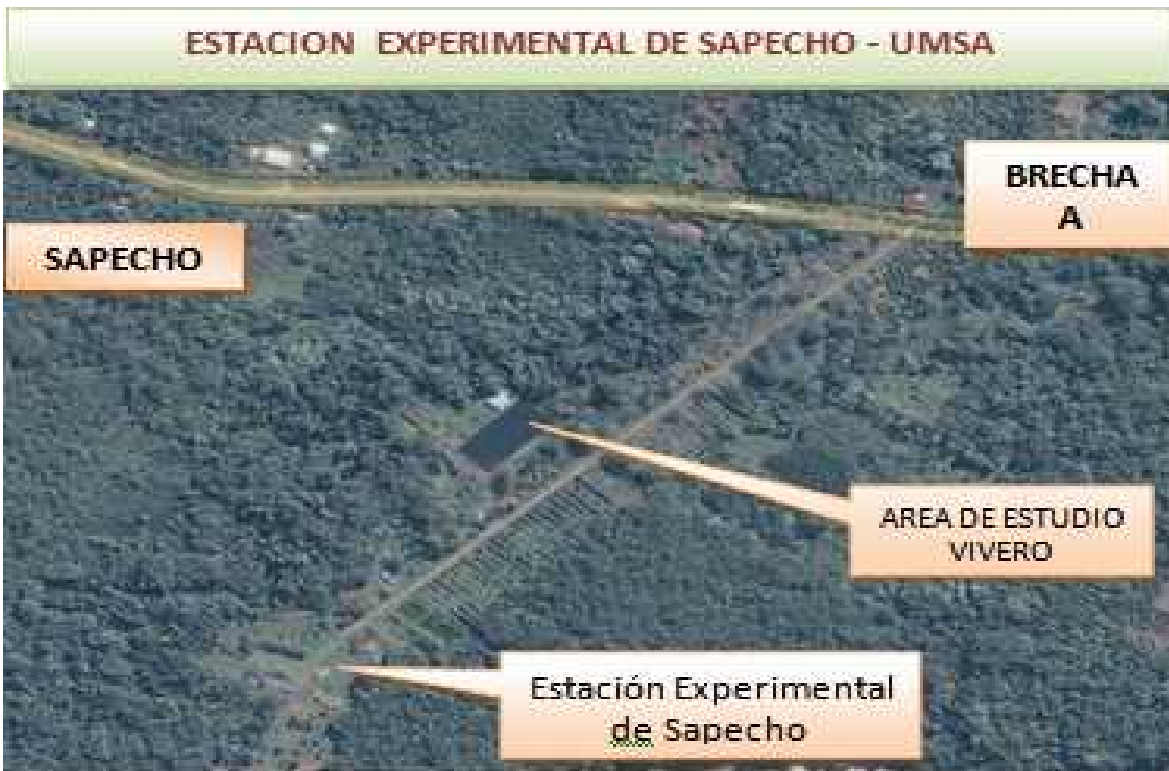 ESTACION EXPERIMENTAL DE SAPECHO - UMSA
BRECHA
A
SAPECHO
AREA DE ESTUDIO
VIVERO
Estación Experimental
de Sapecho